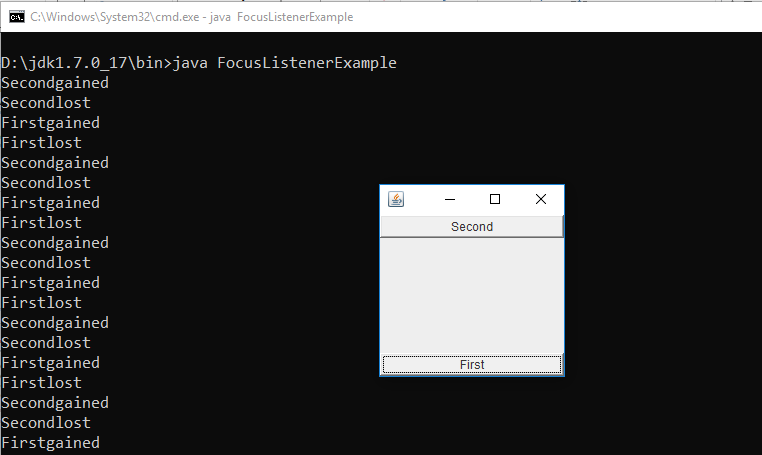 C:\Windows\System32\cmd.exe - java  FocusListenerExample
D:\jdk1.7.0_17\bin>java FocusListenerExample
Secondgained
Secondlost
Firstgained
Firstlost
Secondgained
Secondlost
Firstgained
Firstlost
Secondgained
Secondlost
Firstgained
Firstlost
Secondgained
Secondlost
Firstgained
Firstlost
Secondgained
Secondlost
Firstgained
Second
First